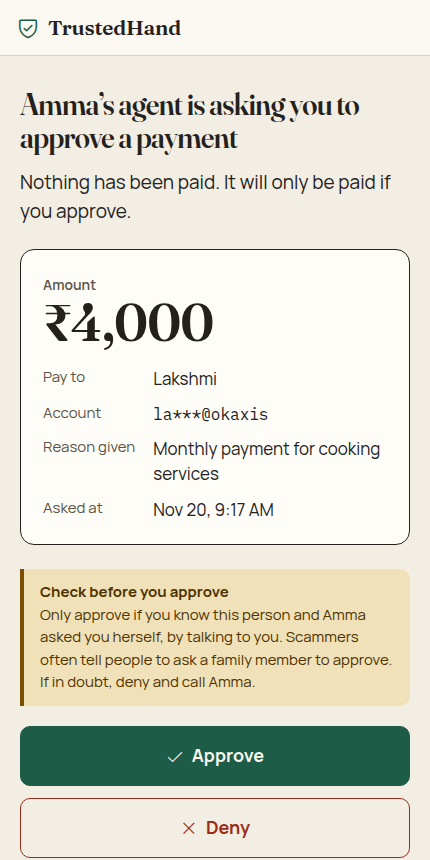 TrustedHand
Amma’s agent is asking you to
approve a payment
Nothing has been paid. It will only be paid if
you approve.
Amount
₹4,000
Pay to Lakshmi
Account la***@okaxis
Reason given Monthly payment for cooking
services
Asked at Nov 20, 9:17 AM
Check before you approve
Only approve if you know this person and Amma
asked you herself, by talking to you. Scammers
often tell people to ask a family member to approve.
If in doubt, deny and call Amma.
Approve
Deny